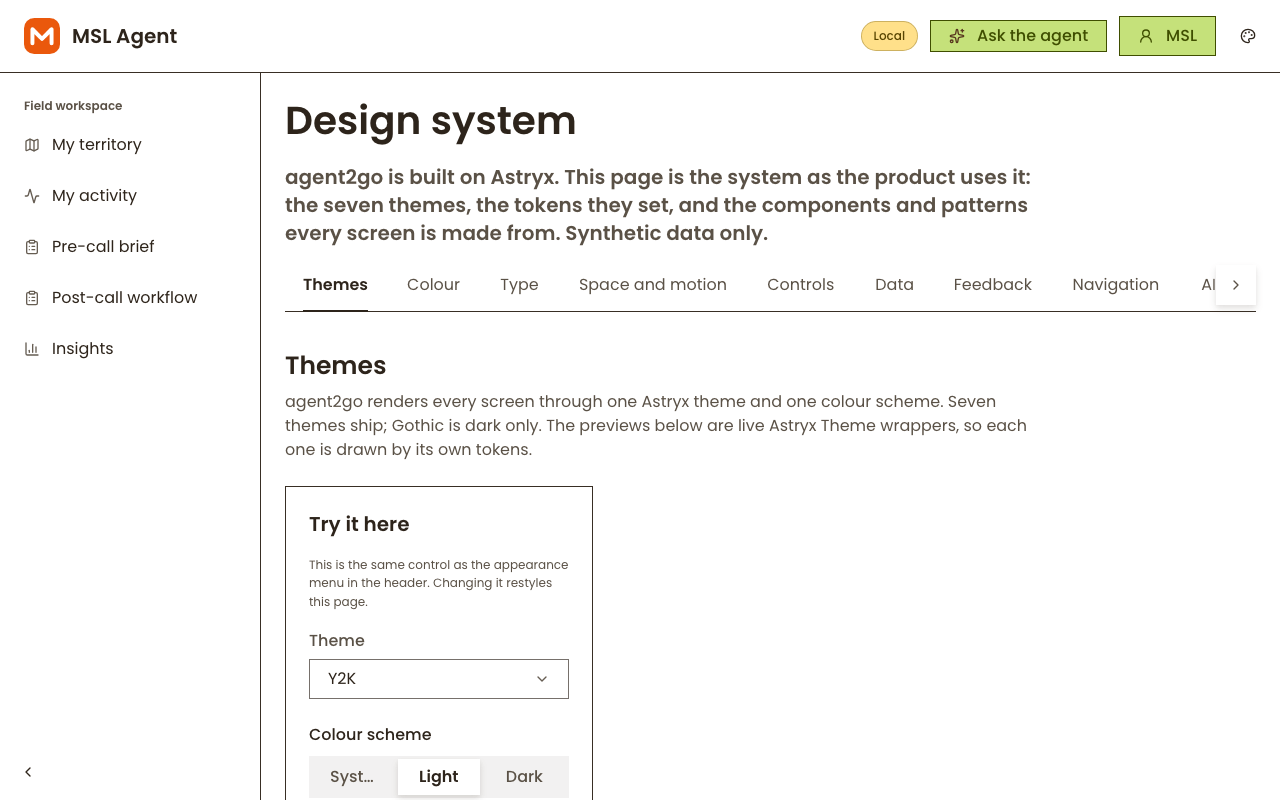 MSL Agent
Local
Ask the agent
MSL
Field workspace
My territory
My activity
Pre-call brief
Post-call workflow
Insights
Design system
agent2go is built on Astryx. This page is the system as the product uses it:
the seven themes, the tokens they set, and the components and patterns
every screen is made from. Synthetic data only.
Themes Colour Type Space and motion Controls Data Feedback Navigation
Themes
agent2go renders every screen through one Astryx theme and one colour scheme. Seven
themes ship; Gothic is dark only. The previews below are live Astryx Theme wrappers, so each
one is drawn by its own tokens.
Try it here
This is the same control as the appearance
menu in the header. Changing it restyles
this page.
Theme
Y2K
Colour scheme
Syst... Light Dark